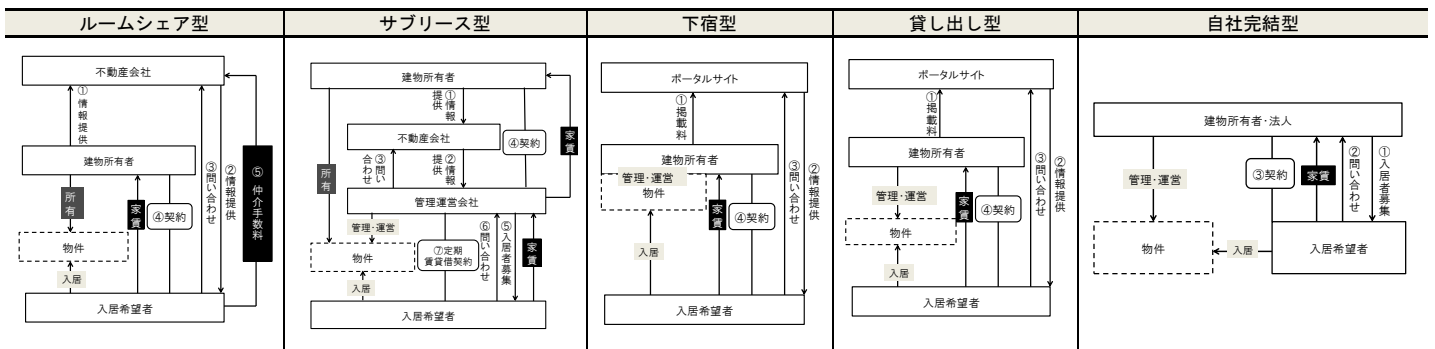 ルームシェア型
不動産会社
①情報提供
建物所有者
所有
家賃
④契約
③問い合わせ
②情報提供
⑤ 仲介手数料
物件
入居
入居希望者
サブリース型
建物所有者
①情報
提供
不動産会社
④契約
家賃
所有
③問い
合わせ
②情報
提供
管理運営会社
管理・運営
物件
入居
⑦定期
賃貸借契約
⑥問い合わせ
⑤入居者募集
家賃
入居希望者
下宿型
ポータルサイト
①掲載料
建物所有者
管理・運営
物件
家賃
④契約
③問い合わせ
②情報提供
入居
入居希望者
貸し出し型
ポータルサイト
①掲載料
建物所有者
管理・運営
物件
家賃
④契約
③問い合わせ
②情報提供
入居
入居希望者
自社完結型
建物所有者・法人
管理・運営
③契約
家賃
②問い合わせ
①入居者募集
物件
入居
入居希望者